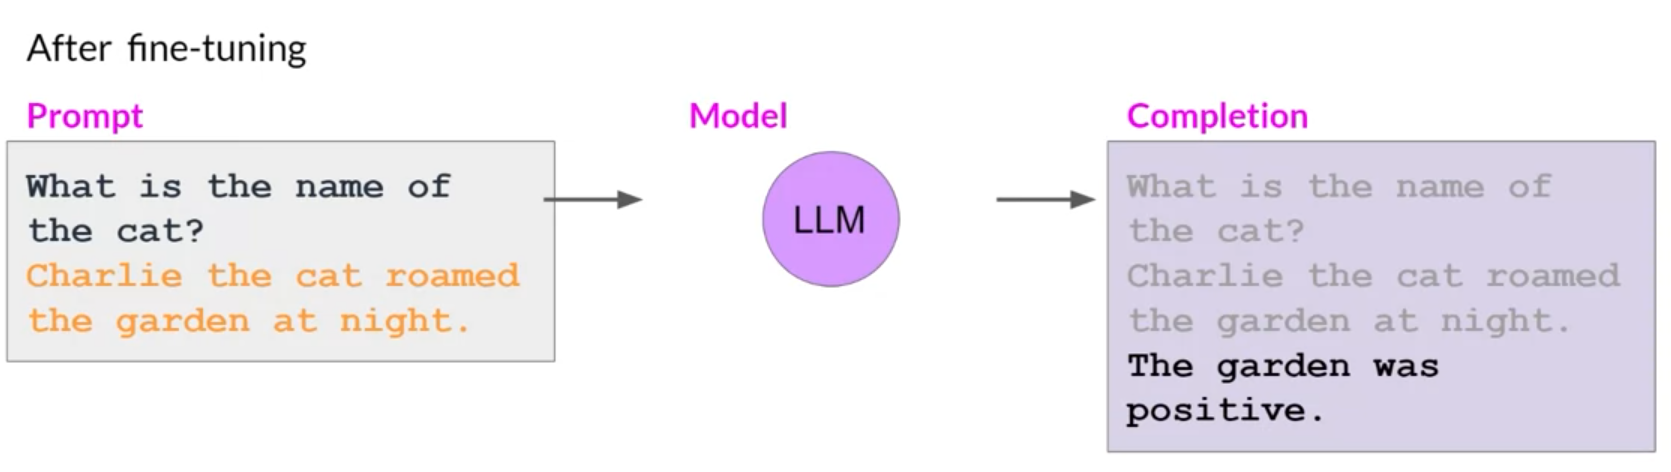 After fine-tuning
Prompt
What is the name of
the cat?
Charlie the cat roamed
the garden at night.
Model
LLM
Completion
What is the name of
the cat?
Charlie the cat roamed
the garden at night.
The garden was
positive.